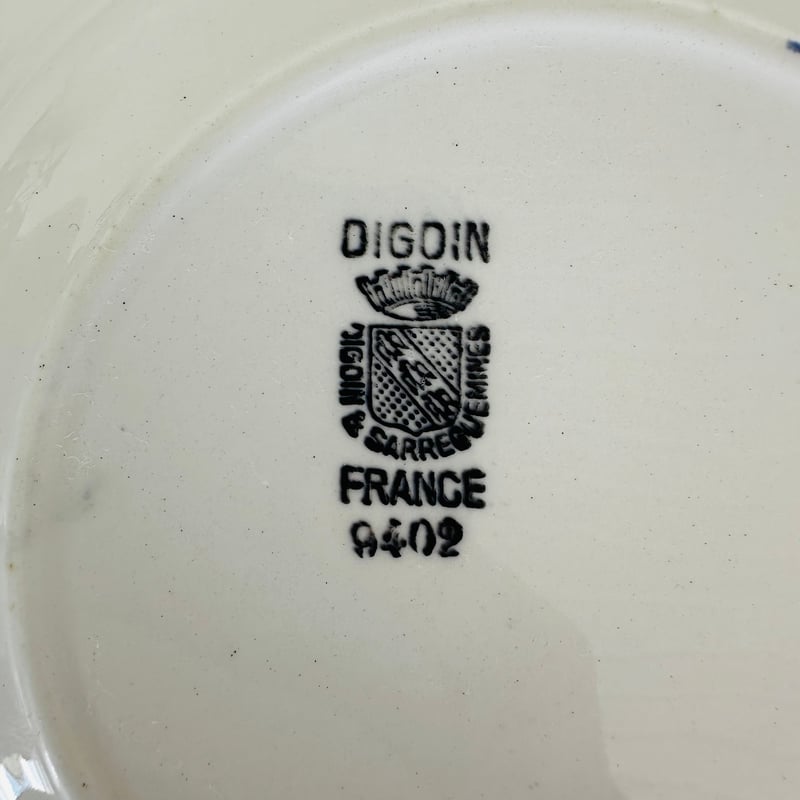 DIGOIN
DIGOIN & SARREGUEMINES
FRANCE
9402